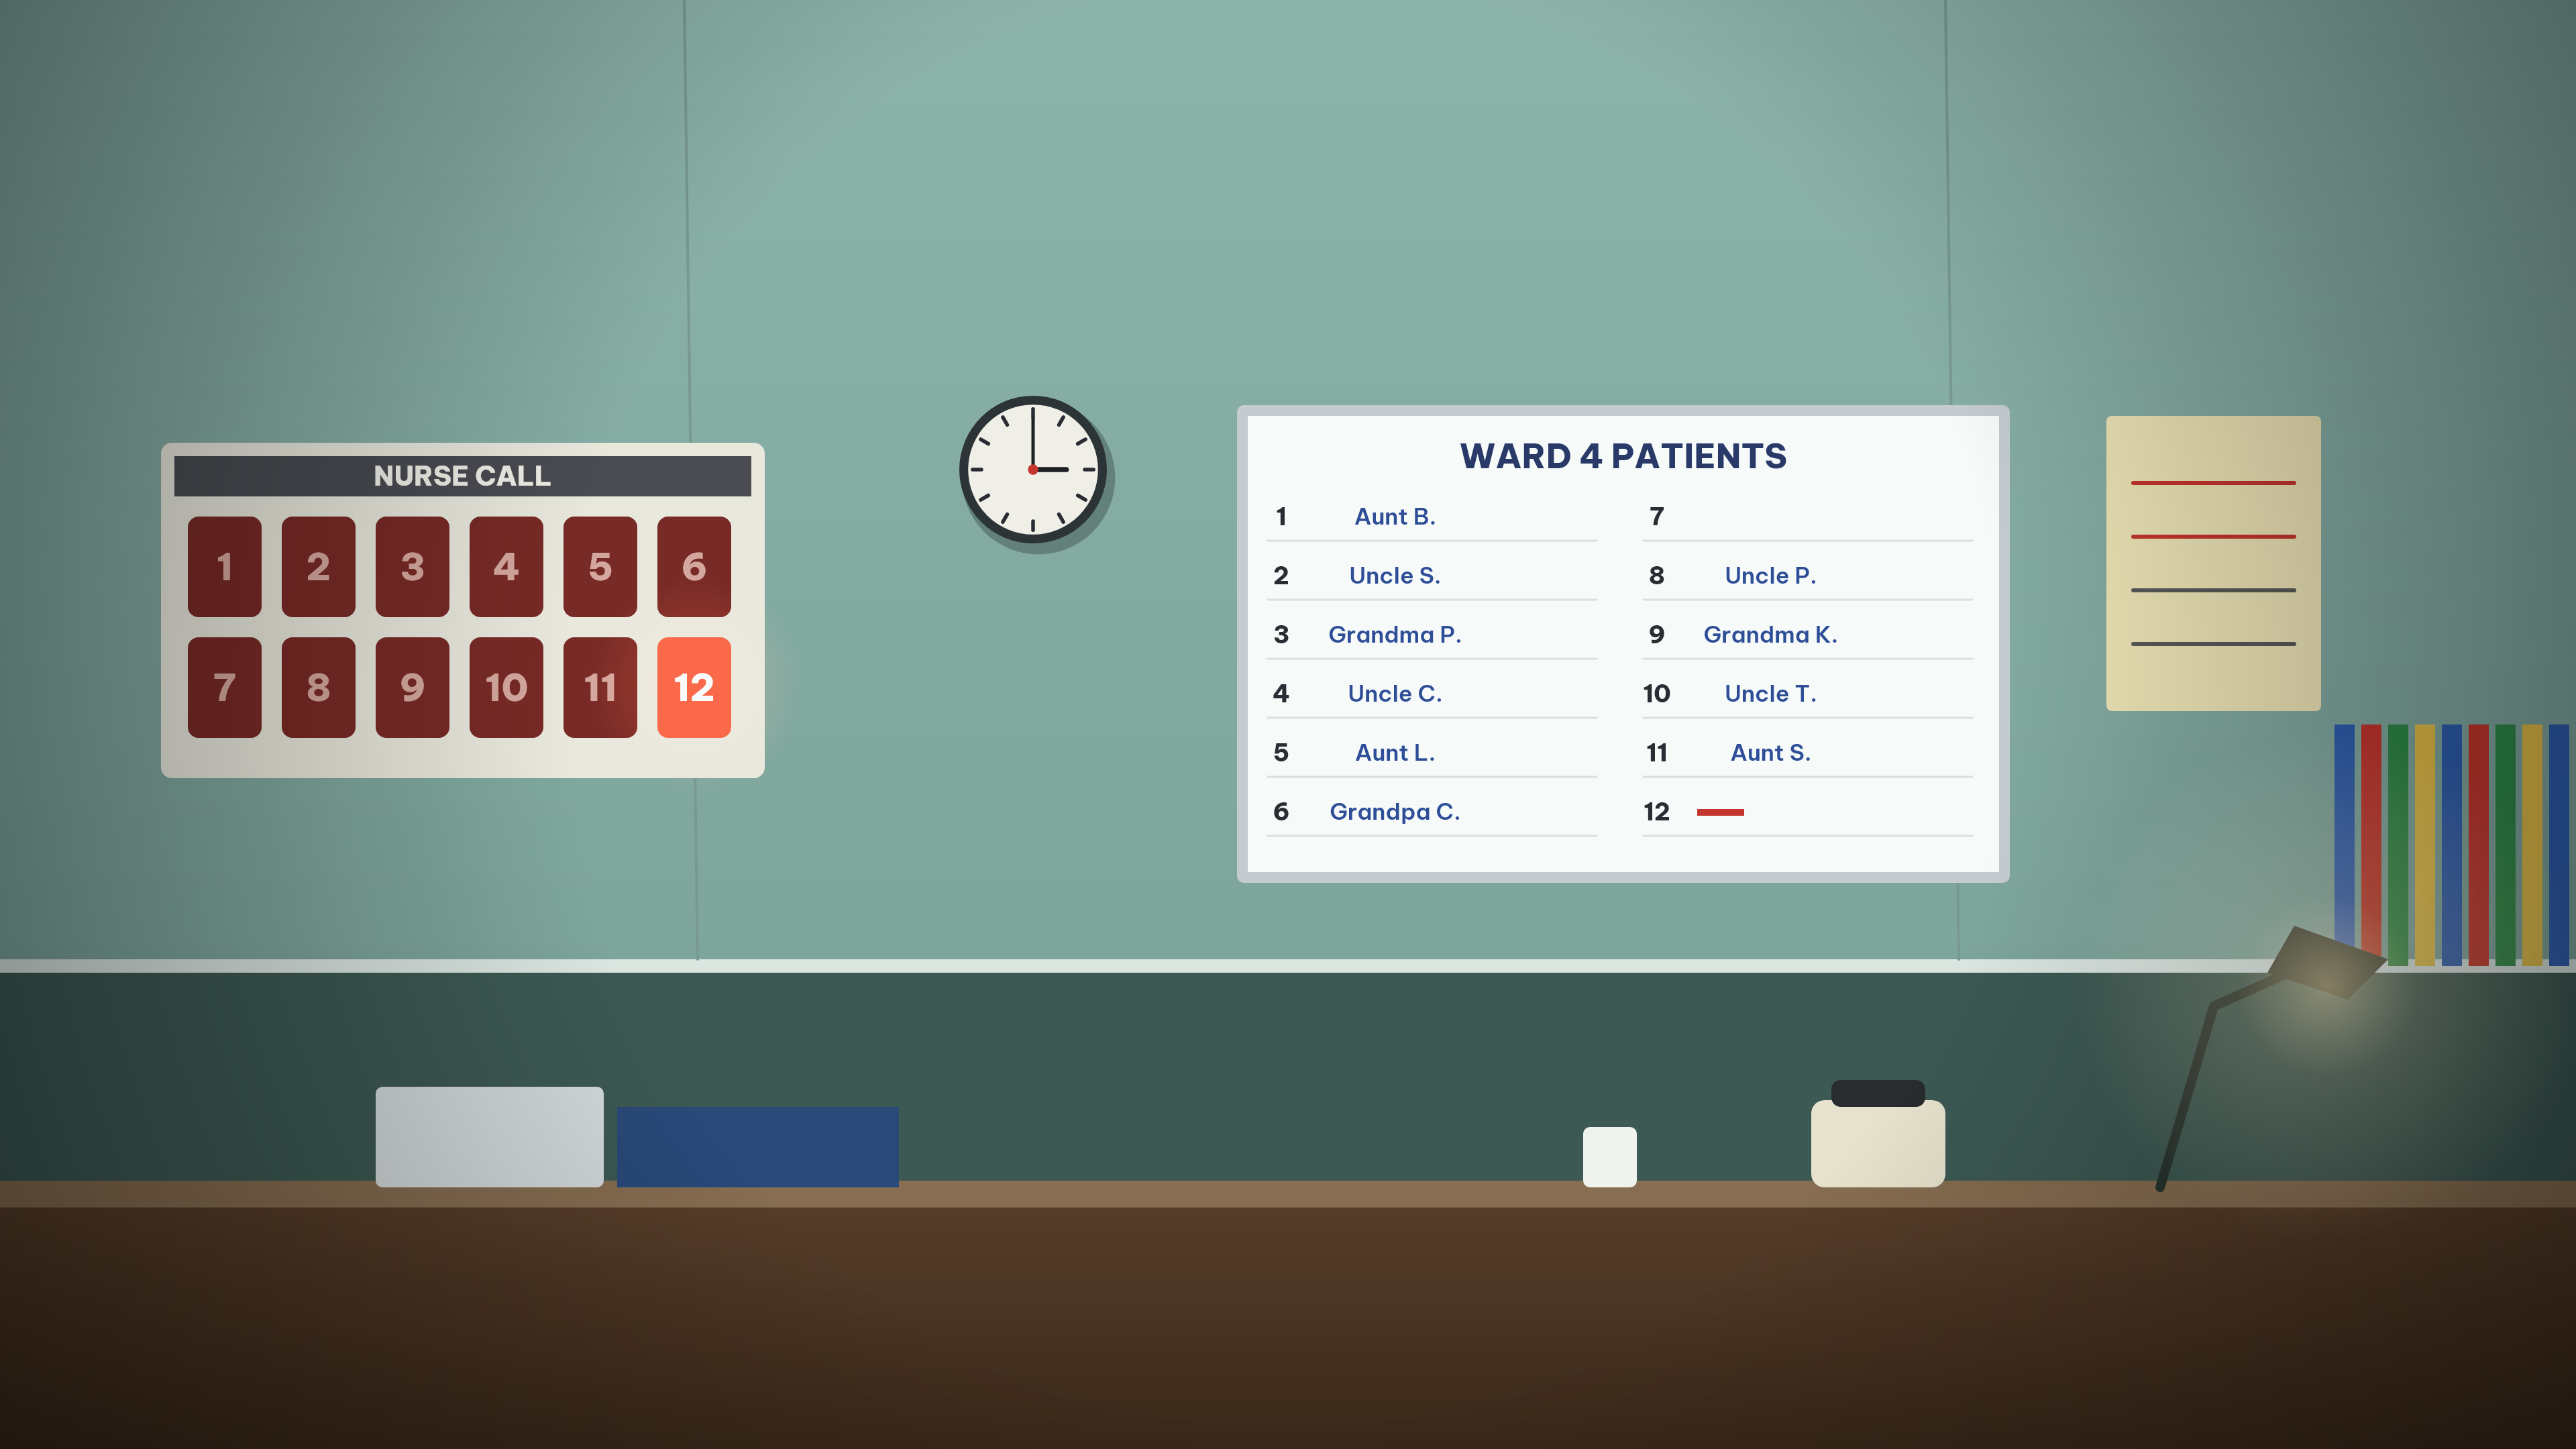 NURSE CALL
1 2 3 4 5 6
7 8 9 10 11 12
WARD 4 PATIENTS
1 Aunt B.
2 Uncle S.
3 Grandma P.
4 Uncle C.
5 Aunt L.
6 Grandpa C.
7
8 Uncle P.
9 Grandma K.
10 Uncle T.
11 Aunt S.
12